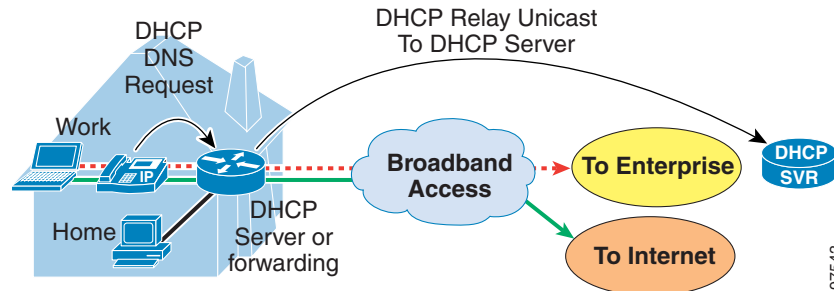 DHCP
DNS
Request
DHCP Relay Unicast
To DHCP Server
Work
IP
Broadband
Access
To Enterprise
DHCP
SVR
Home
DHCP
Server or
forwarding
To Internet